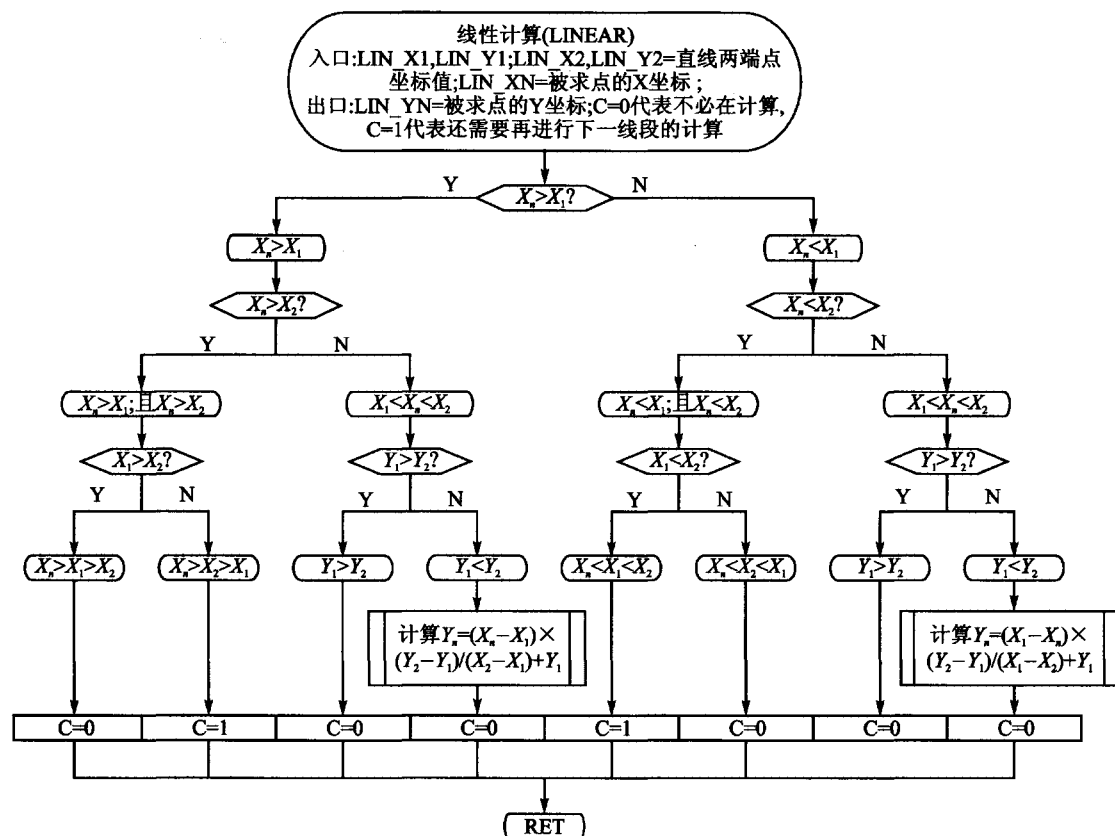 线性计算(LINEAR)
入口:LIN_X1,LIN_Y1;LIN_X2,LIN_Y2=直线两端点
坐标值;LIN_XN=被求点的X坐标;
出口:LIN_YN=被求点的Y坐标;C=0代表不必在计算,
C=1代表还需要再进行下一线段的计算
Xn>X1?
Y
N
Xn>X1
Xn<X1
Xn>X2?
Xn<X2?
Y
N
Y
N
Xn>X1;且Xn>X2
X1<Xn<X2
Xn<X1;且Xn<X2
X1<Xn<X2
X1>X2?
Y1>Y2?
X1<X2?
Y1>Y2?
Y
N
Y
N
Y
N
Y
N
Xn>X1>X2
Xn>X2>X1
Y1>Y2
Y1<Y2
Xn<X1<X2
Xn<X2<X1
Y1>Y2
Y1<Y2
计算Yn=(Xn−X1)×
(Y2−Y1)/(X2−X1)+Y1
计算Yn=(X1−Xn)×
(Y2−Y1)/(X1−X2)+Y1
C=0
C=1
C=0
C=0
C=1
C=0
C=0
C=0
RET